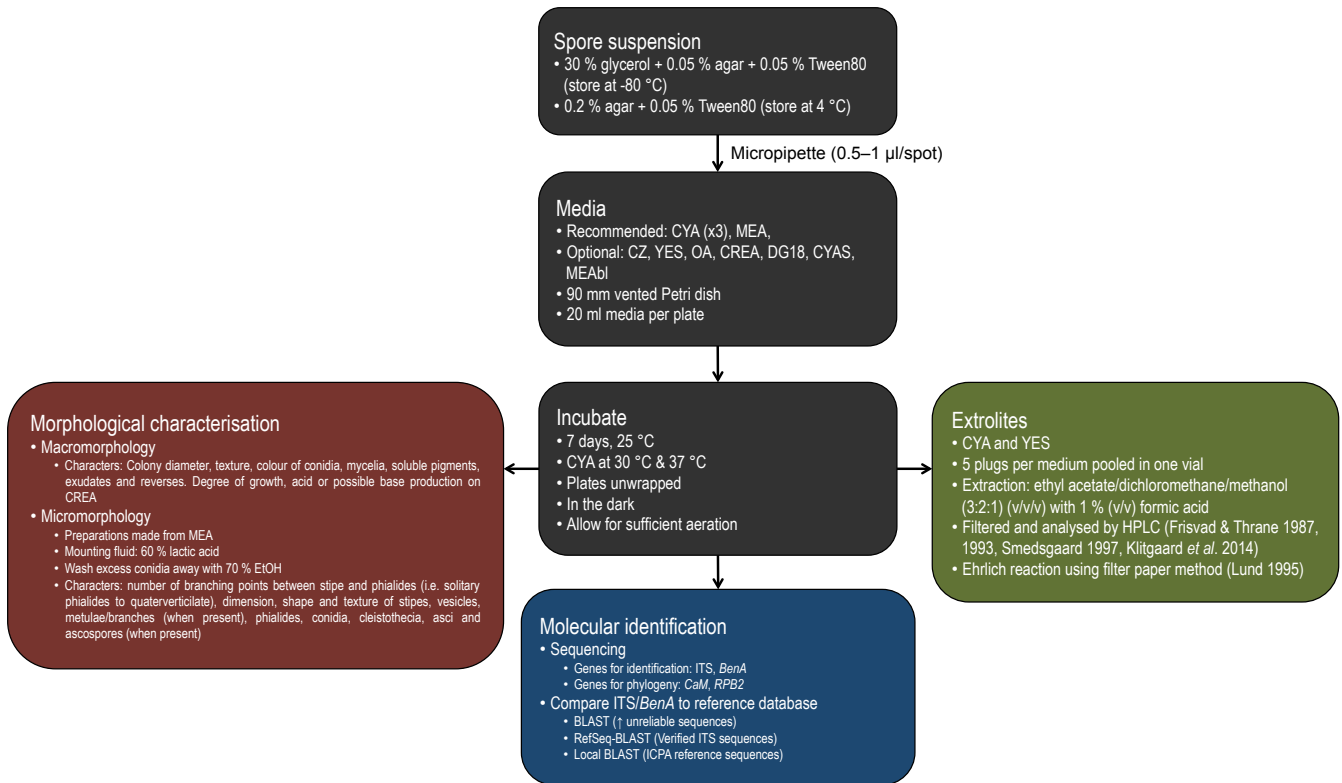 Spore suspension
• 30 % glycerol + 0.05 % agar + 0.05 % Tween80
(store at -80 °C)
• 0.2 % agar + 0.05 % Tween80 (store at 4 °C)
Micropipette (0.5–1 µl/spot)
Media
• Recommended: CYA (x3), MEA,
• Optional: CZ, YES, OA, CREA, DG18, CYAS,
MEAbl
• 90 mm vented Petri dish
• 20 ml media per plate
Morphological characterisation
• Macromorphology
• Characters: Colony diameter, texture, colour of conidia, mycelia, soluble pigments,
exudates and reverses. Degree of growth, acid or possible base production on
CREA
• Micromorphology
• Preparations made from MEA
• Mounting fluid: 60 % lactic acid
• Wash excess conidia away with 70 % EtOH
• Characters: number of branching points between stipe and phialides (i.e. solitary
phialides to quaterverticilate), dimension, shape and texture of stipes, vesicles,
metulae/branches (when present), phialides, conidia, cleistothecia, asci and
ascospores (when present)
Incubate
• 7 days, 25 °C
• CYA at 30 °C & 37 °C
• Plates unwrapped
• In the dark
• Allow for sufficient aeration
Extrolites
• CYA and YES
• 5 plugs per medium pooled in one vial
• Extraction: ethyl acetate/dichloromethane/methanol
(3:2:1) (v/v/v) with 1 % (v/v) formic acid
• Filtered and analysed by HPLC (Frisvad & Thrane 1987,
1993, Smedsgaard 1997, Klitgaard et al. 2014)
• Ehrlich reaction using filter paper method (Lund 1995)
Molecular identification
• Sequencing
• Genes for identification: ITS, BenA
• Genes for phylogeny: CaM, RPB2
• Compare ITS/BenA to reference database
• BLAST (↑ unreliable sequences)
• RefSeq-BLAST (Verified ITS sequences)
• Local BLAST (ICPA reference sequences)